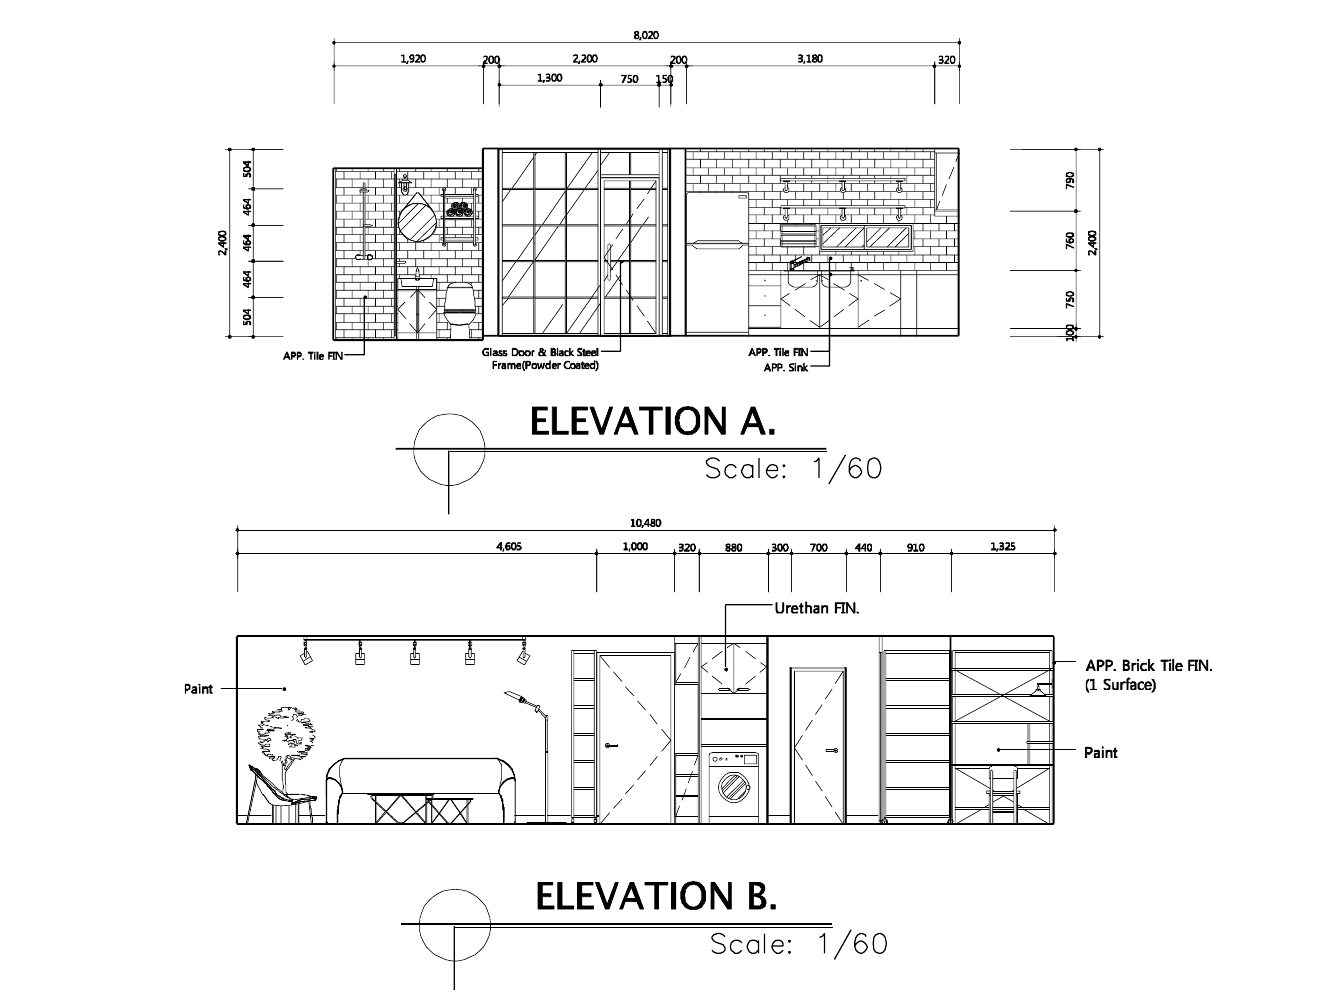 8,020
1,920 200 2,200 200 3,180 320
1,300 750 150
504
464
464
464
504
2,400
790
760
750
100
2,400
APP. Tile FIN
Glass Door & Black Steel
Frame(Powder Coated)
APP. Tile FIN
APP. Sink
ELEVATION A.
Scale: 1/60
10,480
4,605 1,000 320 880 300 700 440 910 1,325
Urethan FIN.
Paint
APP. Brick Tile FIN.
(1 Surface)
Paint
ELEVATION B.
Scale: 1/60